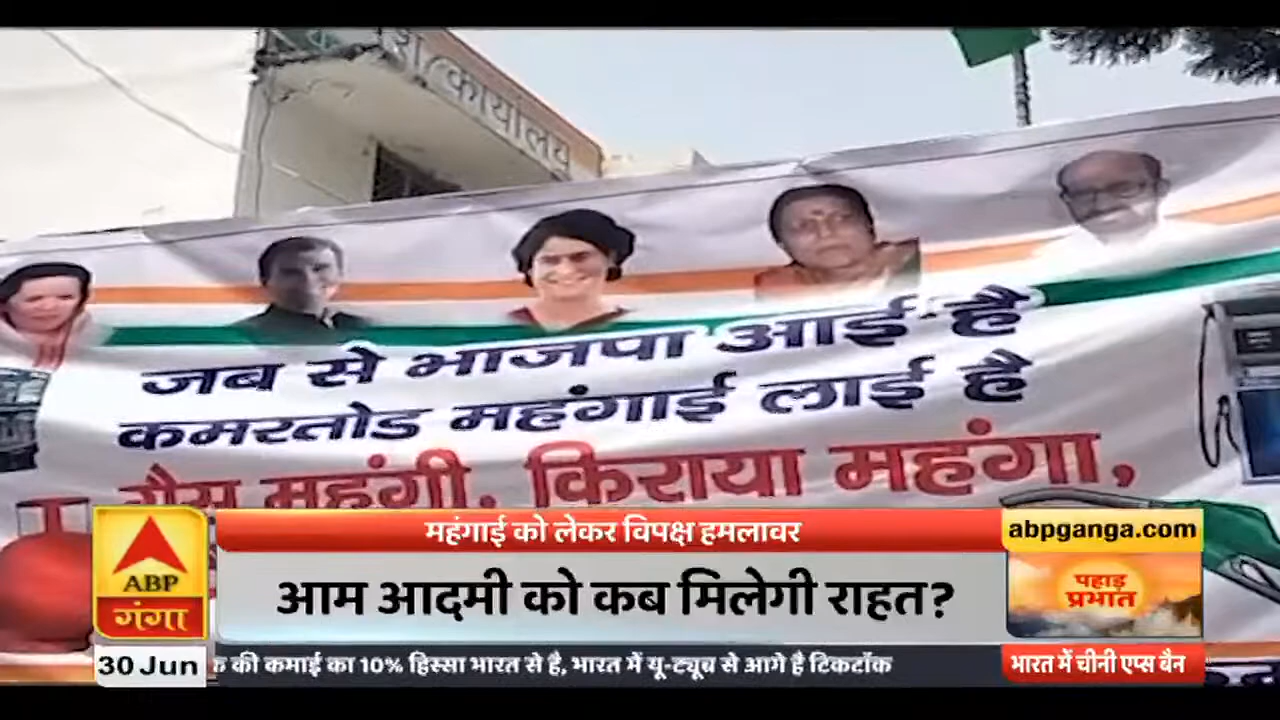 कार्यालय
जब से भाजपा आई है
कमरतोड महंगाई लाई है
गैस महंगी, किराया महंगा,
महंगाई को लेकर विपक्ष हमलावर
abpganga.com
ABP
गंगा
आम आदमी को कब मिलेगी राहत?
पहाड़
प्रभात
30 Jun
की कमाई का 10% हिस्सा भारत से है, भारत में यू-ट्यूब से आगे है टिकटॉक
भारत में चीनी एप्स बैन